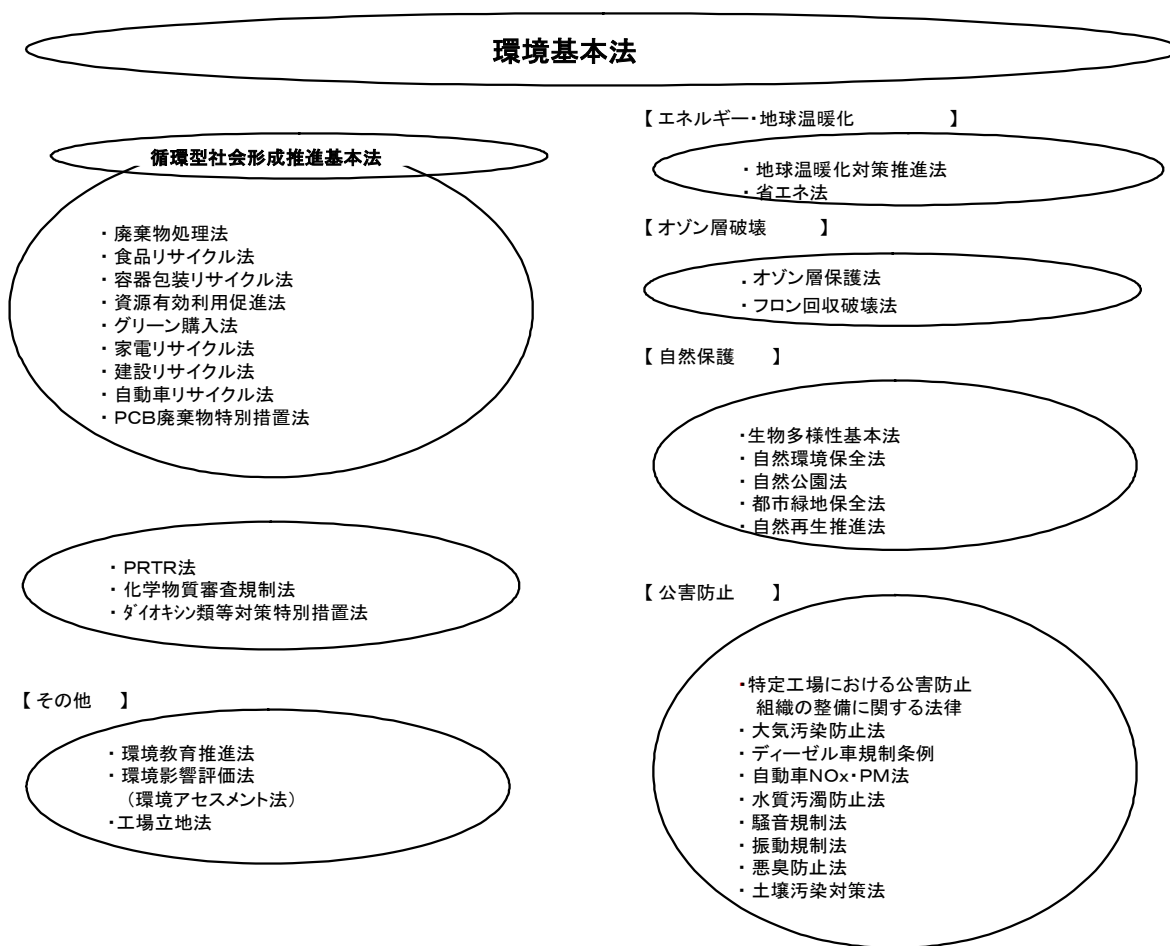 環境基本法
循環型社会形成推進基本法
・ 廃棄物処理法
・ 食品リサイクル法
・ 容器包装リサイクル法
・ 資源有効利用促進法
・ グリーン購入法
・ 家電リサイクル法
・ 建設リサイクル法
・ 自動車リサイクル法
・ PCB廃棄物特別措置法
・ PRTR法
・ 化学物質審査規制法
・ ダイオキシン類等対策特別措置法
【 その他 】
・ 環境教育推進法
・ 環境影響評価法
（環境アセスメント法）
・工場立地法
【 エネルギー・地球温暖化 】
・ 地球温暖化対策推進法
・ 省エネ法
【 オゾン層破壊 】
．オゾン層保護法
・ フロン回収破壊法
【 自然保護 】
・生物多様性基本法
・ 自然環境保全法
・ 自然公園法
・ 都市緑地保全法
・ 自然再生推進法
【 公害防止 】
・特定工場における公害防止
組織の整備に関する法律
・ 大気汚染防止法
・ ディーゼル車規制条例
・ 自動車NOx・PM法
・ 水質汚濁防止法
・ 騒音規制法
・ 振動規制法
・ 悪臭防止法
・ 土壌汚染対策法